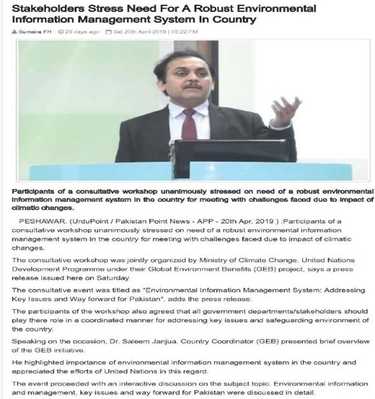 Stakeholders Stress Need For A Robust Environmental
Information Management System In Country
Sumaira FH 20 days ago Sat 20th April 2019 | 05:22 PM
Participants of a consultative workshop unanimously stressed on need of a robust environmental
information management system in the country for meeting with challenges faced due to impact of
climatic changes.
PESHAWAR, (UrduPoint / Pakistan Point News - APP - 20th Apr, 2019 ) :Participants of a
consultative workshop unanimously stressed on need of a robust environmental information
management system in the country for meeting with challenges faced due to impact of climatic
changes.
The consultative workshop was jointly organized by Ministry of Climate Change, United Nations
Development Programme under their Global Environment Benefits (GEB) project, says a press
release issued here on Saturday.
The consultative event was titled as "Environmental Information Management System: Addressing
Key Issues and Way forward for Pakistan", adds the press release.
The participants of the workshop also agreed that all government departments/stakeholders should
play there role in a coordinated manner for addressing key issues and safeguarding environment of
the country.
Speaking on the occasion, Dr. Saleem Janjua, Country Coordinator (GEB) presented brief overview
of the GEB initiative.
He highlighted importance of environmental information management system in the country and
appreciated the efforts of United Nations in this regard.
The event proceeded with an interactive discussion on the subject topic. Environmental information
and management, key issues and way forward for Pakistan were discussed in detail.